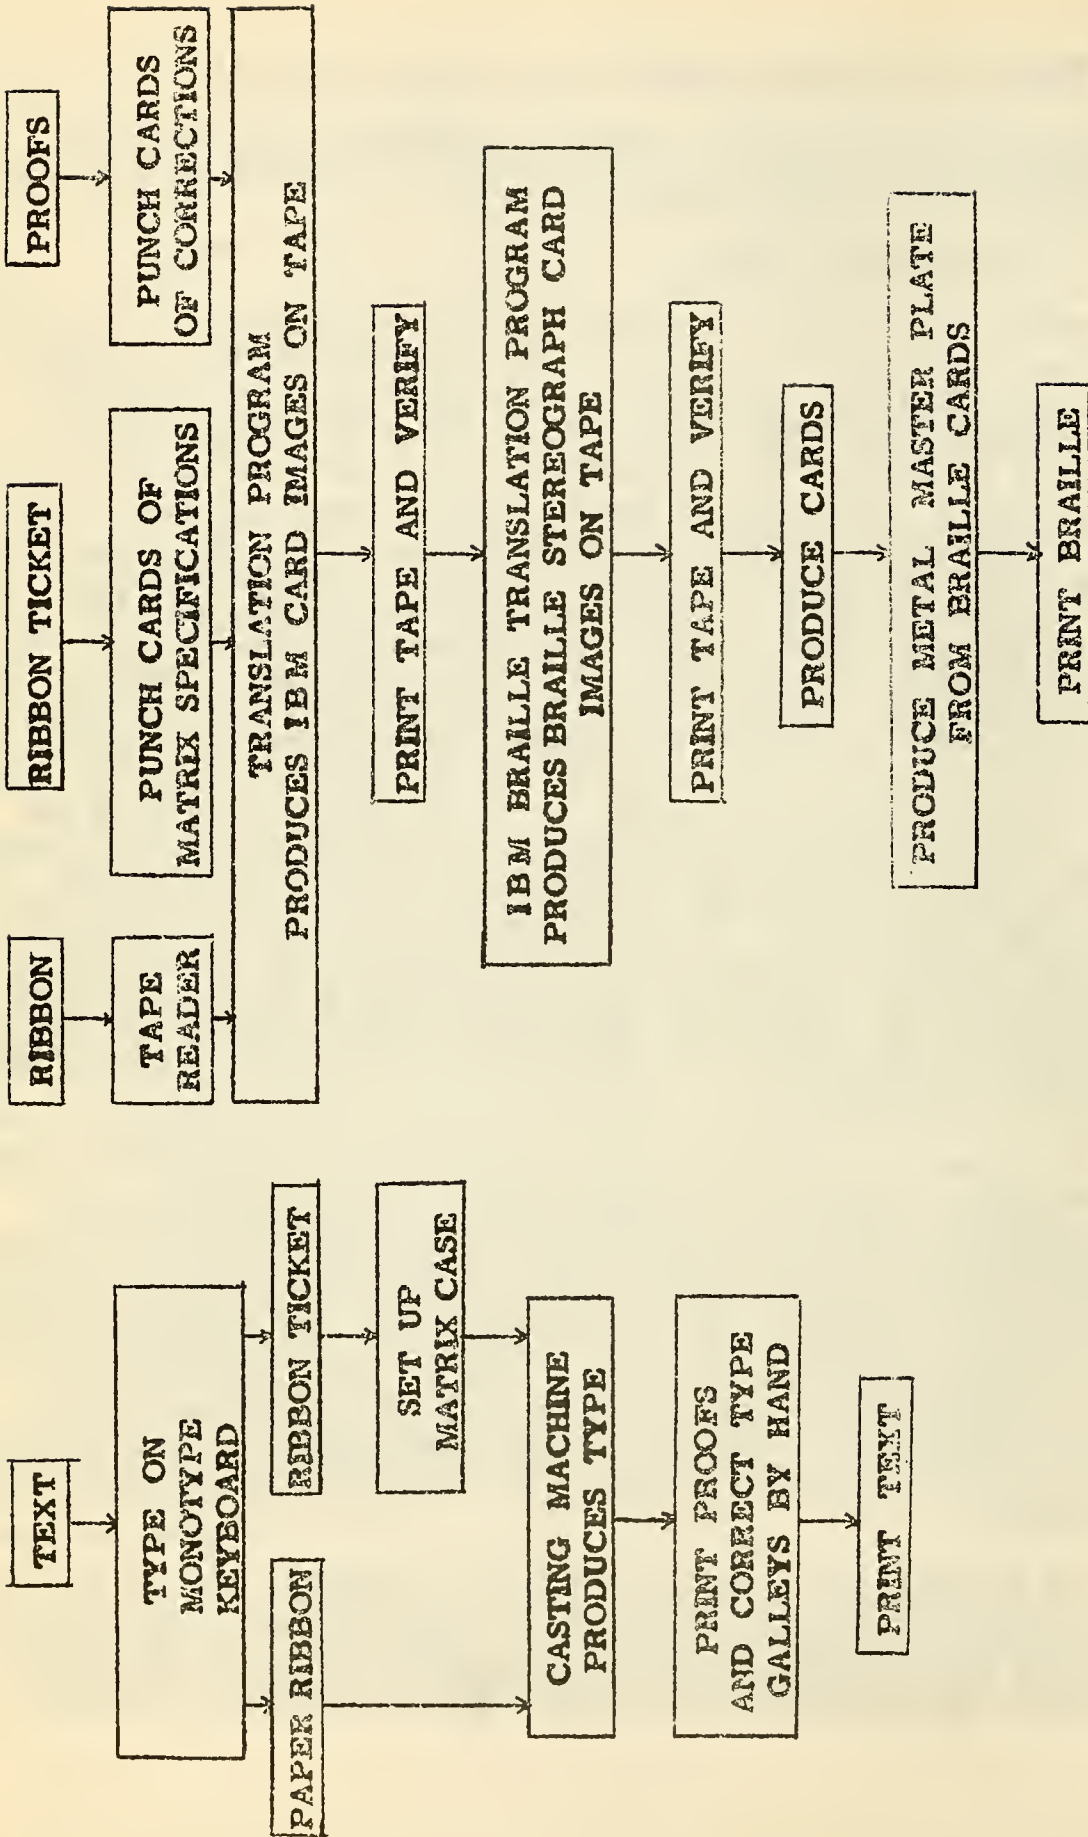 TEXT
TYPE ON
MONOTYPE
KEYBOARD
PAPER RIBBON
RIBBON TICKET
SET UP
MATRIX CASE
CASTING MACHINE
PRODUCES TYPE
PRINT PROOFS
AND CORRECT TYPE
GALLEYS BY HAND
PRINT TEXT
RIBBON
RIBBON TICKET
PROOFS
TAPE
READER
PUNCH CARDS OF
MATRIX SPECIFICATIONS
PUNCH CARDS
OF CORRECTIONS
TRANSLATION PROGRAM
PRODUCES IBM CARD IMAGES ON TAPE
PRINT TAPE AND VERIFY
IBM BRAILLE TRANSLATION PROGRAM
PRODUCES BRAILLE STEREOGRAPH CARD
IMAGES ON TAPE
PRINT TAPE AND VERIFY
PRODUCE CARDS
PRODUCE METAL MASTER PLATE
FROM BRAILLE CARDS
PRINT BRAILLE